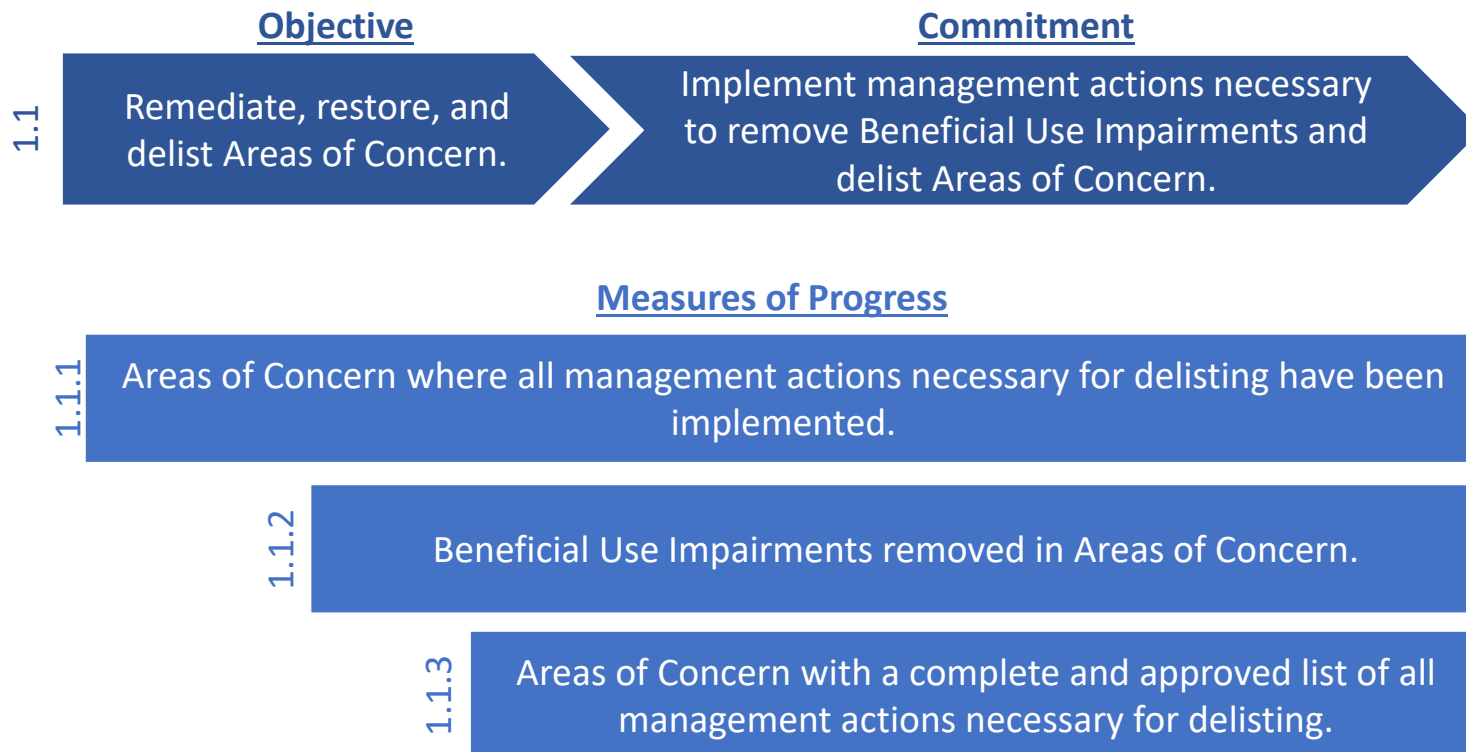 Objective
Commitment
1.1
Remediate, restore, and
delist Areas of Concern.
Implement management actions necessary
to remove Beneficial Use Impairments and
delist Areas of Concern.
Measures of Progress
1.1.1
Areas of Concern where all management actions necessary for delisting have been
implemented.
1.1.2
Beneficial Use Impairments removed in Areas of Concern.
1.1.3
Areas of Concern with a complete and approved list of all
management actions necessary for delisting.